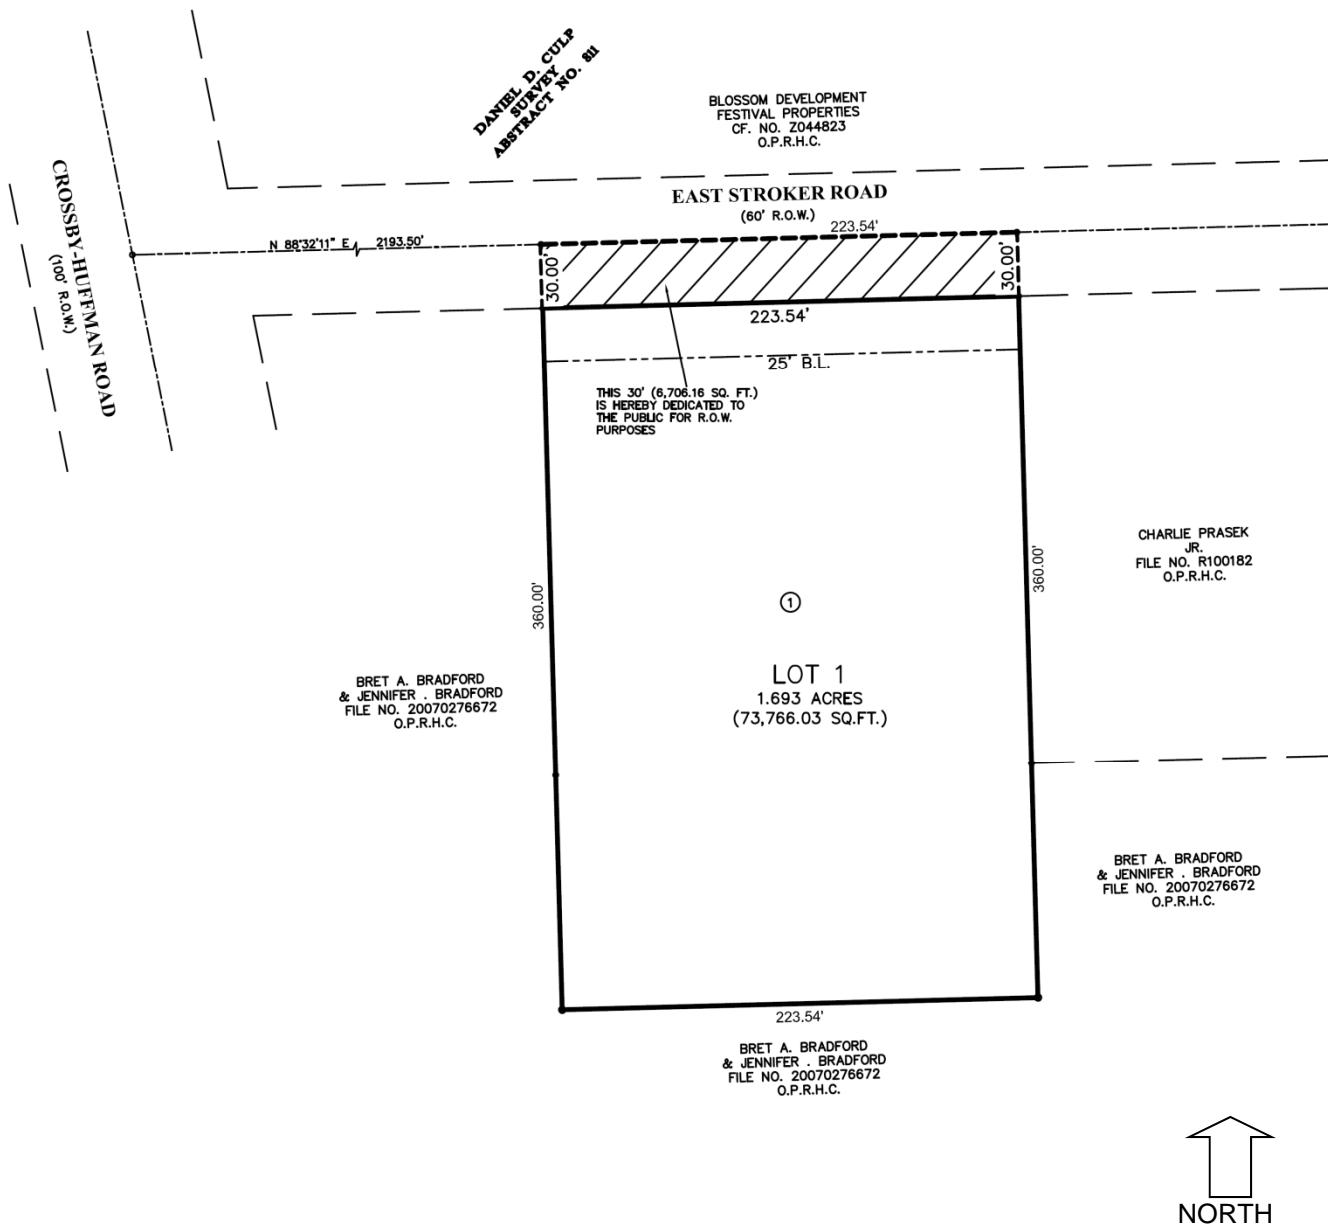 DANIEL D. CULP
SURVEY
ABSTRACT NO. 811
BLOSSOM DEVELOPMENT
FESTIVAL PROPERTIES
CF. NO. Z044823
O.P.R.H.C.
CROSSBY-HUFFMAN ROAD
(100' R.O.W.)
EAST STROKER ROAD
(60' R.O.W.)
223.54'
N 88°32'11" E 2193.50'
30.00'
30.00'
223.54'
25' B.L.
THIS 30' (6,706.16 SQ. FT.)
IS HEREBY DEDICATED TO
THE PUBLIC FOR R.O.W.
PURPOSES
CHARLIE PRASEK
JR.
FILE NO. R100182
O.P.R.H.C.
360.00'
360.00'
1
LOT 1
1.693 ACRES
(73,766.03 SQ.FT.)
BRET A. BRADFORD
& JENNIFER . BRADFORD
FILE NO. 20070276672
O.P.R.H.C.
BRET A. BRADFORD
& JENNIFER . BRADFORD
FILE NO. 20070276672
O.P.R.H.C.
223.54'
BRET A. BRADFORD
& JENNIFER . BRADFORD
FILE NO. 20070276672
O.P.R.H.C.
NORTH